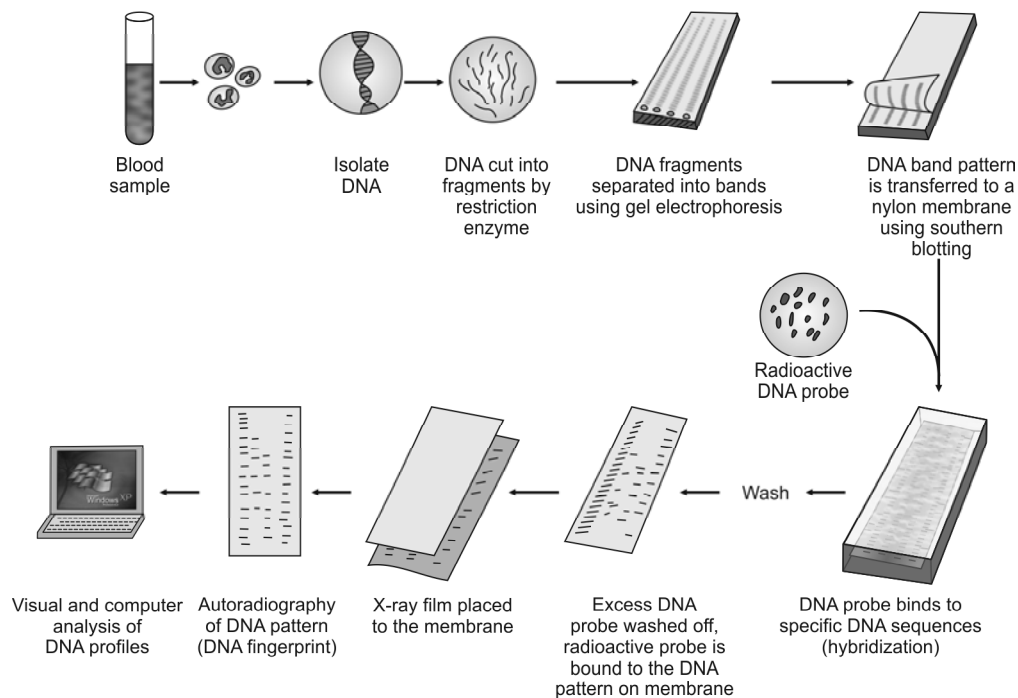 Blood
sample
Isolate
DNA
DNA cut into
fragments by
restriction
enzyme
DNA fragments
separated into bands
using gel electrophoresis
DNA band pattern
is transferred to a
nylon membrane
using southern
blotting
Radioactive
DNA probe
DNA probe binds to
specific DNA sequences
(hybridization)
Wash
Excess DNA
probe washed off,
radioactive probe is
bound to the DNA
pattern on membrane
X-ray film placed
to the membrane
Autoradiography
of DNA pattern
(DNA fingerprint)
Windows XP
Visual and computer
analysis of
DNA profiles